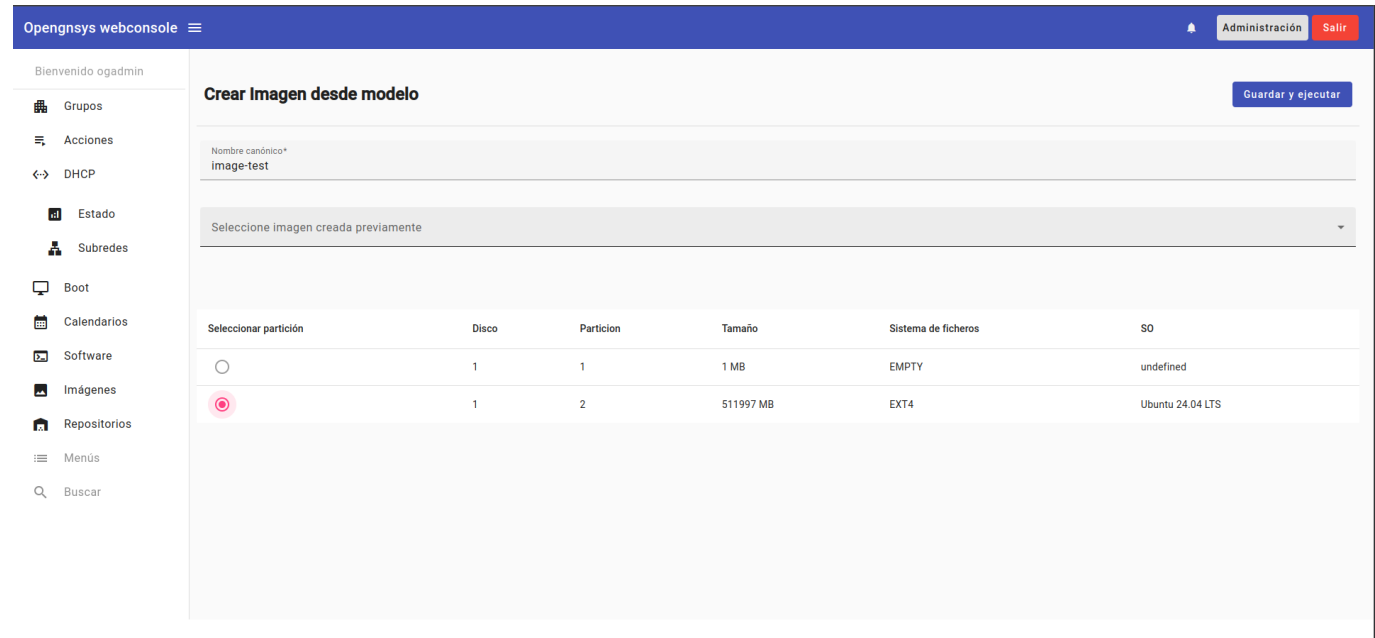 Opengnsys webconsole
Administración
Salir
Bienvenido ogadmin
Grupos
Acciones
DHCP
Estado
Subredes
Boot
Calendarios
Software
Imágenes
Repositorios
Menús
Buscar
Crear Imagen desde modelo
Guardar y ejecutar
Nombre canónico*
image-test
Seleccione imagen creada previamente
Seleccionar partición Disco Particion Tamaño Sistema de ficheros SO
1 1 1 MB EMPTY undefined
1 2 511997 MB EXT4 Ubuntu 24.04 LTS